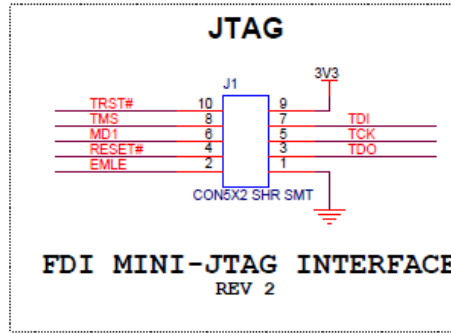 JTAG
J1
3V3
TRST# 10 9
TMS 8 7 TDI
MD1 6 5 TCK
RESET# 4 3 TDO
EMLE 2 1
CON5X2 SHR SMT
FDI MINI-JTAG INTERFACE
REV 2